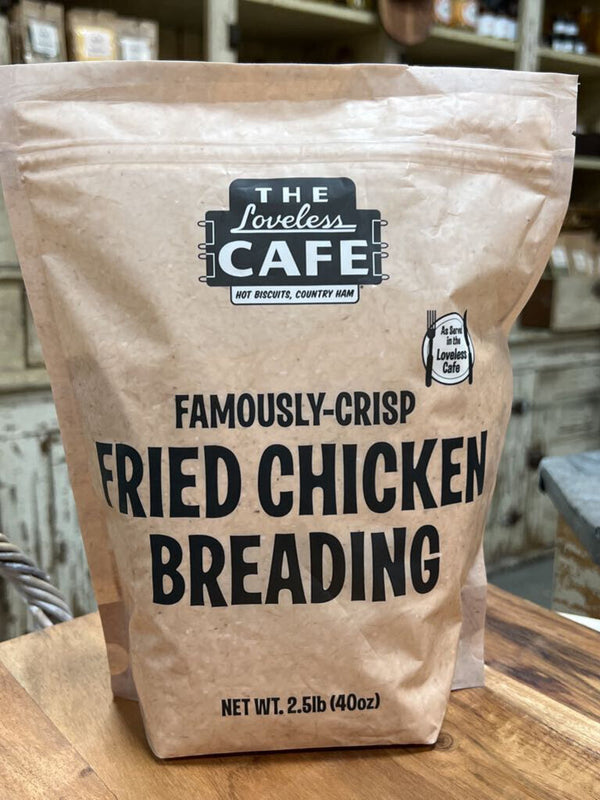 THE
Loveless
CAFE
HOT BISCUITS, COUNTRY HAM
As Served
in the
Loveless
Cafe
FAMOUSLY-CRISP
FRIED CHICKEN
BREADING
NET WT. 2.5lb (40oz)